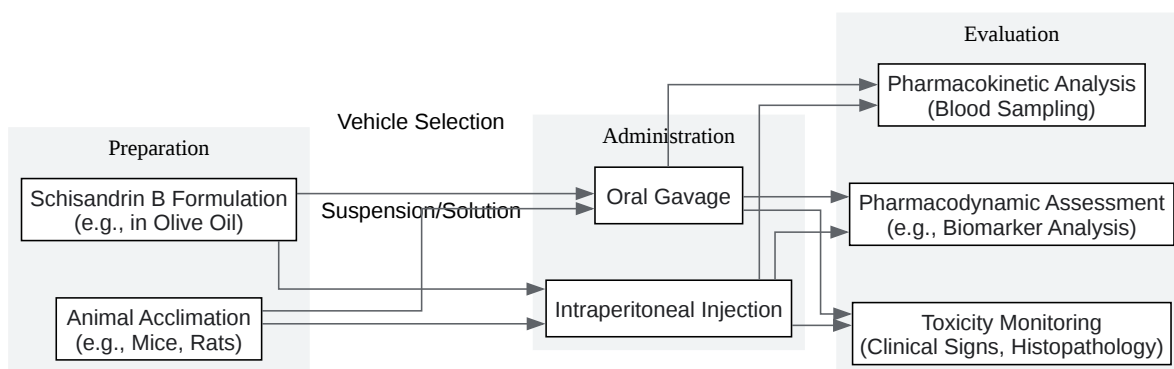 Preparation
Schisandrin B Formulation
(e.g., in Olive Oil)
Animal Acclimation
(e.g., Mice, Rats)
Vehicle Selection
Suspension/Solution
Administration
Oral Gavage
Intraperitoneal Injection
Evaluation
Pharmacokinetic Analysis
(Blood Sampling)
Pharmacodynamic Assessment
(e.g., Biomarker Analysis)
Toxicity Monitoring
(Clinical Signs, Histopathology)